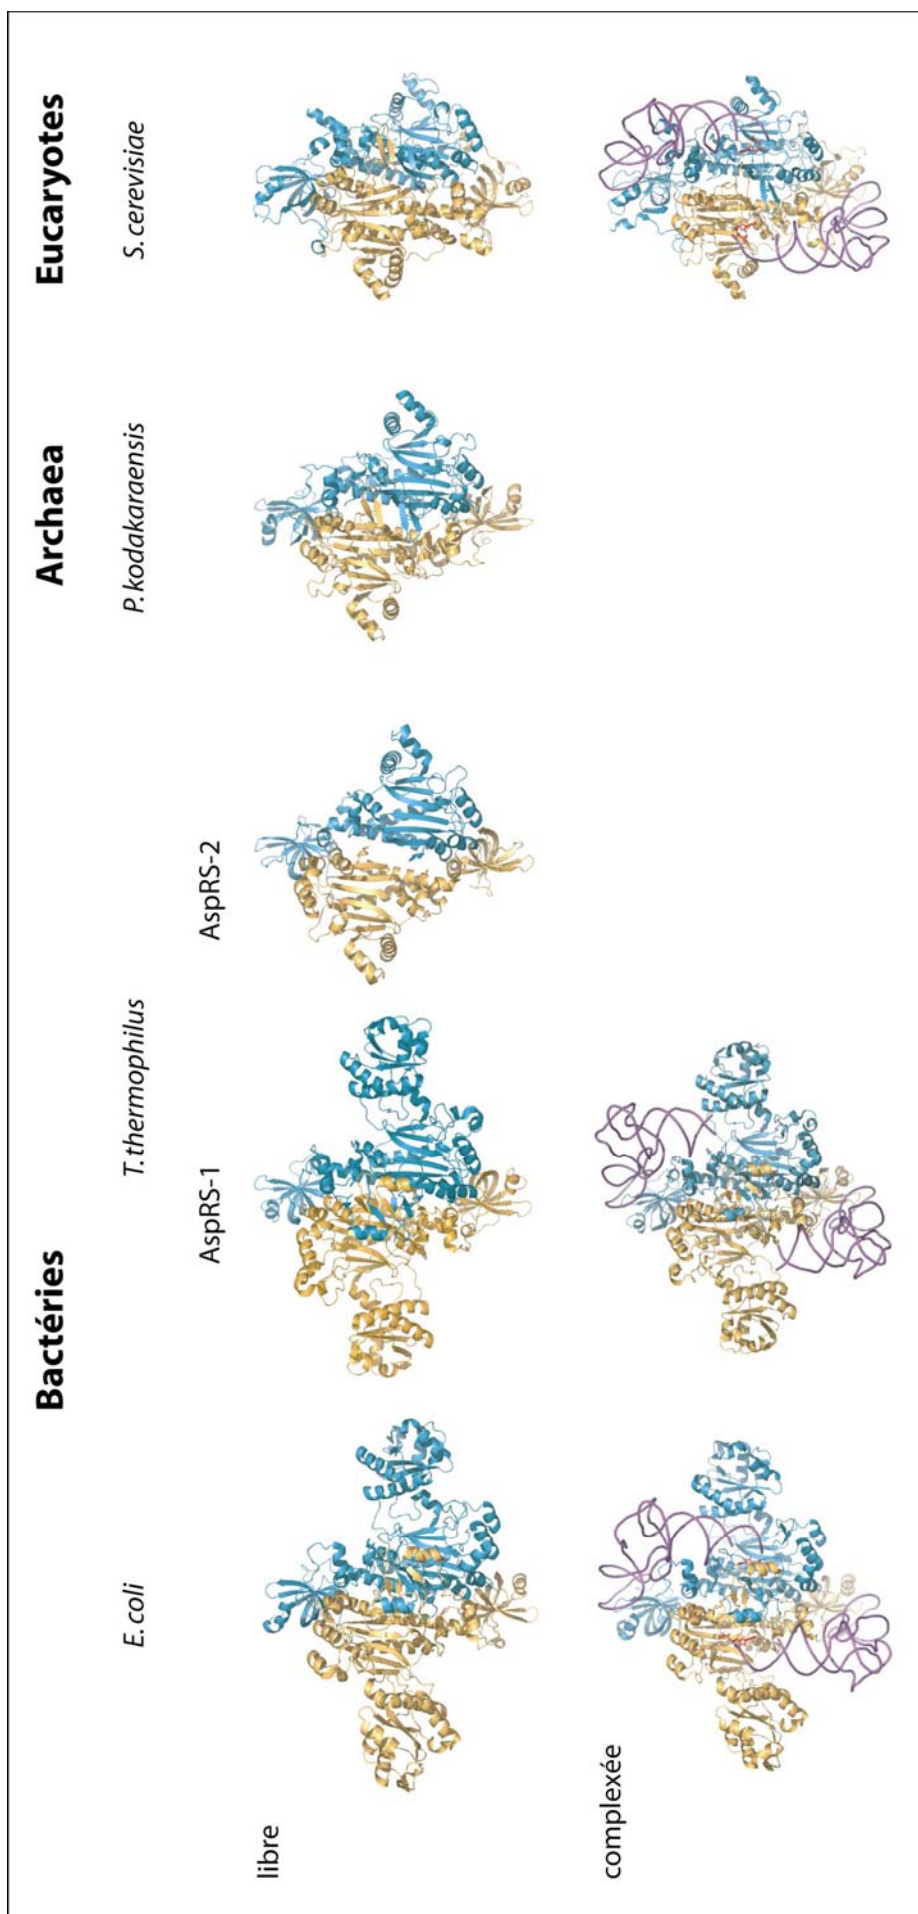 Bactéries Archaea Eucaryotes
E.coli T.thermophilus P.kodakaraensis S.cerevisiae
AspRS-1 AspRS-2
libre
complexée